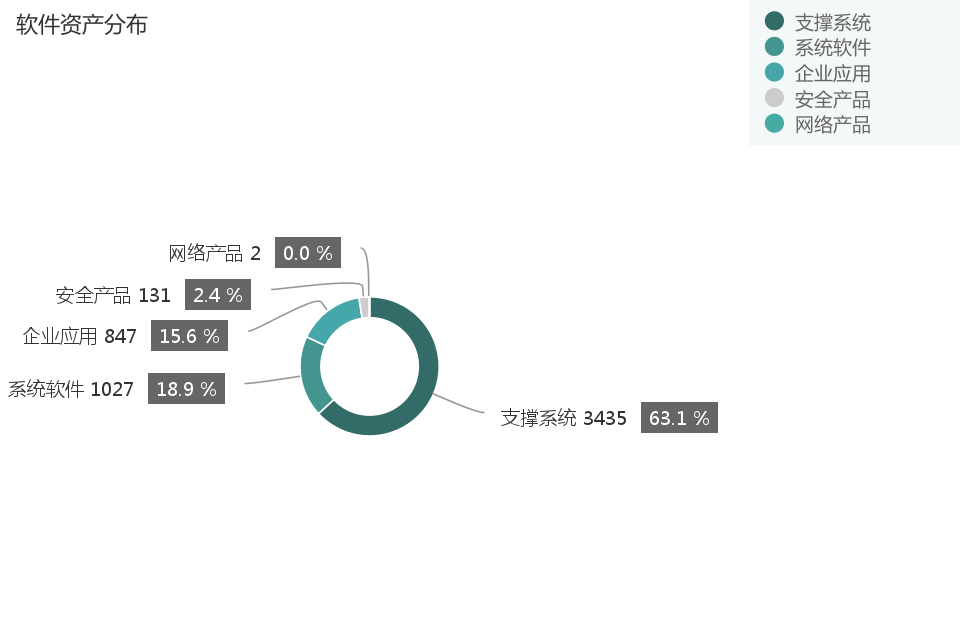 软件资产分布
支撑系统
系统软件
企业应用
安全产品
网络产品
网络产品 2 0.0 %
安全产品 131 2.4 %
企业应用 847 15.6 %
系统软件 1027 18.9 %
支撑系统 3435 63.1 %